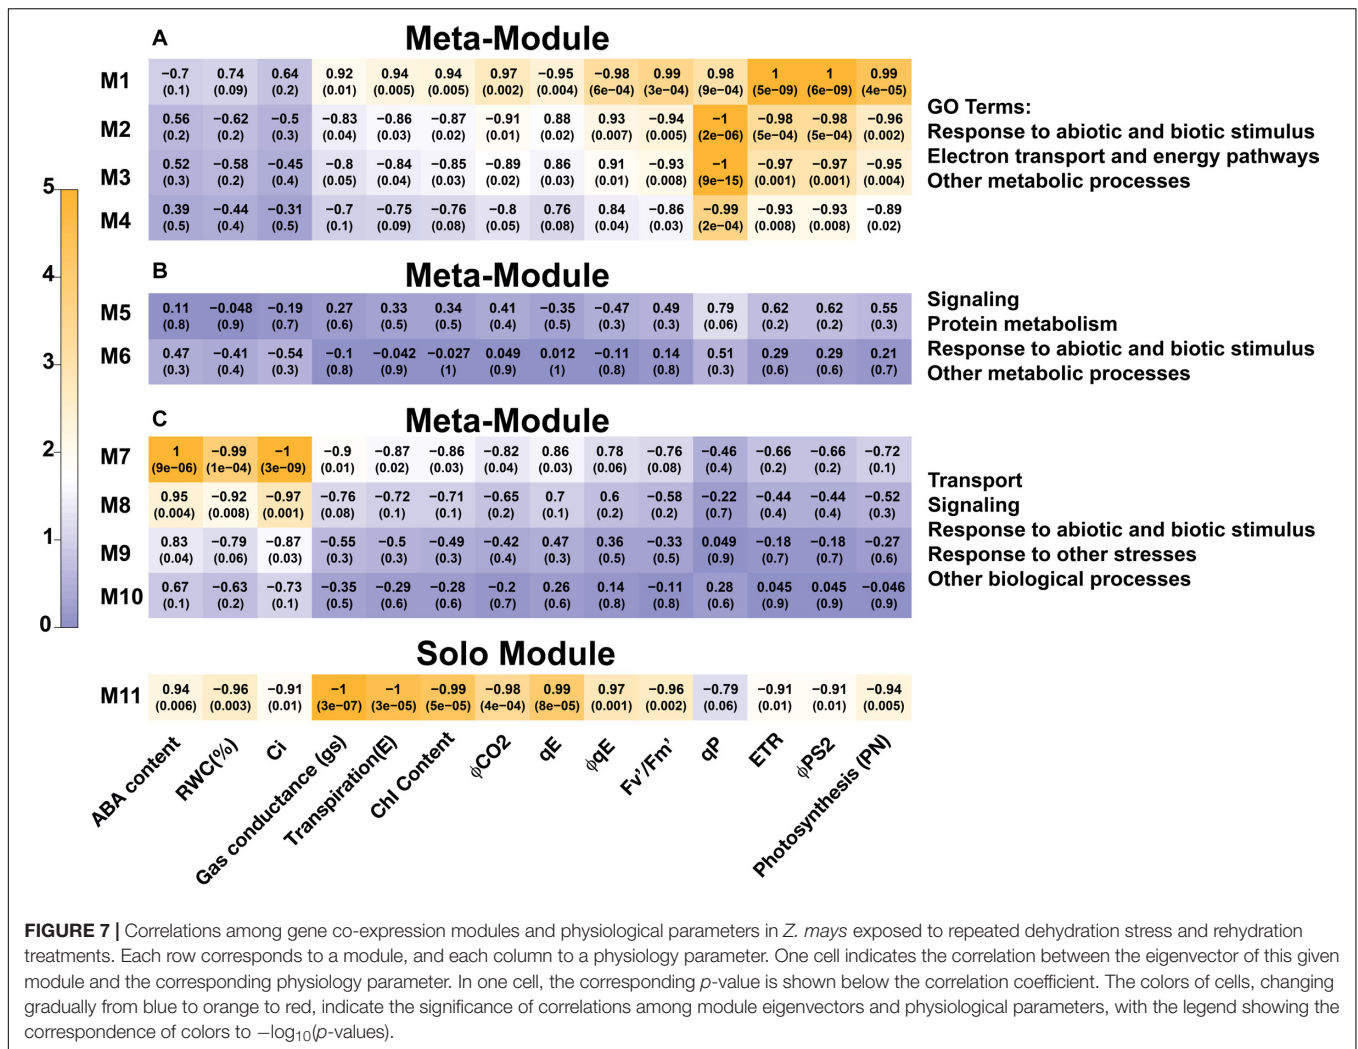 A
Meta-Module
M1
−0.7 0.74 0.64 0.92 0.94 0.94 0.97 −0.95 −0.98 0.99 0.98 1 1 0.99
(0.1) (0.09) (0.2) (0.01) (0.005) (0.005) (0.002) (0.004) (6e−04) (3e−04) (9e−04) (5e−09) (6e−09) (4e−05)
M2
0.56 −0.62 −0.5 −0.83 −0.86 −0.87 −0.91 0.88 0.93 −0.94 −1 −0.98 −0.98 −0.96
(0.2) (0.2) (0.3) (0.04) (0.03) (0.02) (0.01) (0.02) (0.007) (0.005) (2e−06) (5e−04) (5e−04) (0.002)
M3
0.52 −0.58 −0.45 −0.8 −0.84 −0.85 −0.89 0.86 0.91 −0.93 −1 −0.97 −0.97 −0.95
(0.3) (0.2) (0.4) (0.05) (0.04) (0.03) (0.02) (0.03) (0.01) (0.008) (9e−15) (0.001) (0.001) (0.004)
M4
0.39 −0.44 −0.31 −0.7 −0.75 −0.76 −0.8 0.76 0.84 −0.86 −0.99 −0.93 −0.93 −0.89
(0.5) (0.4) (0.5) (0.1) (0.09) (0.08) (0.05) (0.08) (0.04) (0.03) (2e−04) (0.008) (0.008) (0.02)
GO Terms:
Response to abiotic and biotic stimulus
Electron transport and energy pathways
Other metabolic processes
5
4
3
2
1
0
B
Meta-Module
M5
0.11 −0.048 −0.19 0.27 0.33 0.34 0.41 −0.35 −0.47 0.49 0.79 0.62 0.62 0.55
(0.8) (0.9) (0.7) (0.6) (0.5) (0.5) (0.4) (0.5) (0.3) (0.3) (0.06) (0.2) (0.2) (0.3)
M6
0.47 −0.41 −0.54 −0.1 −0.042 −0.027 0.049 0.012 −0.11 0.14 0.51 0.29 0.29 0.21
(0.3) (0.4) (0.3) (0.8) (0.9) (1) (0.9) (1) (0.8) (0.8) (0.3) (0.6) (0.6) (0.7)
Signaling
Protein metabolism
Response to abiotic and biotic stimulus
Other metabolic processes
C
Meta-Module
M7
1 −0.99 −1 −0.9 −0.87 −0.86 −0.82 0.86 0.78 −0.76 −0.46 −0.66 −0.66 −0.72
(9e−06) (1e−04) (3e−09) (0.01) (0.02) (0.03) (0.04) (0.03) (0.06) (0.08) (0.4) (0.2) (0.2) (0.1)
M8
0.95 −0.92 −0.97 −0.76 −0.72 −0.71 −0.65 0.7 0.6 −0.58 −0.22 −0.44 −0.44 −0.52
(0.004) (0.008) (0.001) (0.08) (0.1) (0.1) (0.2) (0.1) (0.2) (0.2) (0.7) (0.4) (0.4) (0.3)
M9
0.83 −0.79 −0.87 −0.55 −0.5 −0.49 −0.42 0.47 0.36 −0.33 0.049 −0.18 −0.18 −0.27
(0.04) (0.06) (0.03) (0.3) (0.3) (0.3) (0.4) (0.3) (0.5) (0.5) (0.9) (0.7) (0.7) (0.6)
M10
0.67 −0.63 −0.73 −0.35 −0.29 −0.28 −0.2 0.26 0.14 −0.11 0.28 0.045 0.045 −0.046
(0.1) (0.2) (0.1) (0.5) (0.6) (0.6) (0.7) (0.6) (0.8) (0.8) (0.6) (0.9) (0.9) (0.9)
Transport
Signaling
Response to abiotic and biotic stimulus
Response to other stresses
Other biological processes
Solo Module
M11
0.94 −0.96 −0.91 −1 −1 −0.99 −0.98 0.99 0.97 −0.96 −0.79 −0.91 −0.91 −0.94
(0.006) (0.003) (0.01) (3e−07) (3e−05) (5e−05) (4e−04) (8e−05) (0.001) (0.002) (0.06) (0.01) (0.01) (0.005)
ABA content
RWC(%)
Ci
Gas conductance (gs)
Transpiration(E)
Chl Content
ϕCO2
qE
ϕqE
Fv'/Fm'
qP
ETR
ϕPS2
Photosynthesis (PN)
FIGURE 7 | Correlations among gene co-expression modules and physiological parameters in Z. mays exposed to repeated dehydration stress and rehydration
treatments. Each row corresponds to a module, and each column to a physiology parameter. One cell indicates the correlation between the eigenvector of this given
module and the corresponding physiology parameter. In one cell, the corresponding p-value is shown below the correlation coefficient. The colors of cells, changing
gradually from blue to orange to red, indicate the significance of correlations among module eigenvectors and physiological parameters, with the legend showing the
correspondence of colors to −log10(p-values).